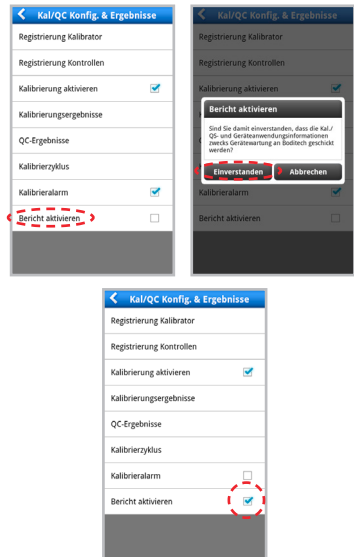 Kal/QC Konfig. & Ergebnisse
Registrierung Kalibrator
Registrierung Kontrollen
Kalibrierung aktivieren
Kalibrierungsergebnisse
QC-Ergebnisse
Kalibrierzyklus
Kalibrieralarm
Bericht aktivieren
Kal/QC Konfig. & Ergebnisse
Registrierung Kalibrator
Registrierung Kontrollen
Kalibrierung aktivieren
Bericht aktivieren
Sind Sie damit einverstanden, dass die Kal./
QS- und Geräteanwendungsinformationen
zwecks Gerätewartung an Boditech geschickt
werden?
Einverstanden
Abbrechen
Kalibrieralarm
Bericht aktivieren
Kal/QC Konfig. & Ergebnisse
Registrierung Kalibrator
Registrierung Kontrollen
Kalibrierung aktivieren
Kalibrierungsergebnisse
QC-Ergebnisse
Kalibrierzyklus
Kalibrieralarm
Bericht aktivieren